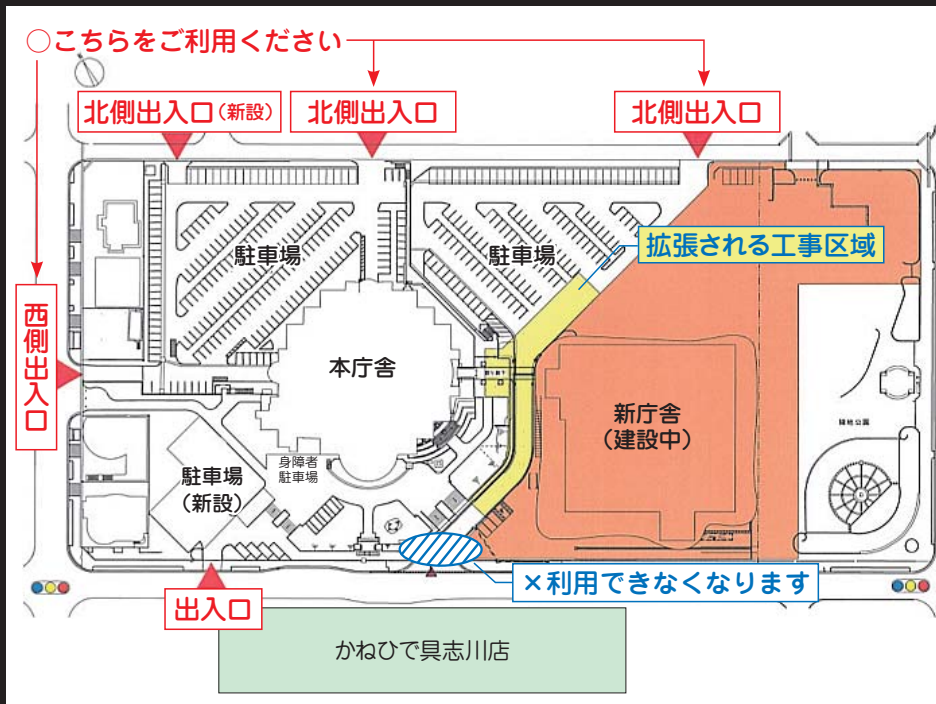 ○こちらをご利用ください
北側出入口(新設)
北側出入口
北側出入口
駐車場
駐車場
拡張される工事区域
西側出入口
本庁舎
新庁舎
(建設中)
身障者
駐車場
駐車場
(新設)
×利用できなくなります
出入口
かねひで具志川店